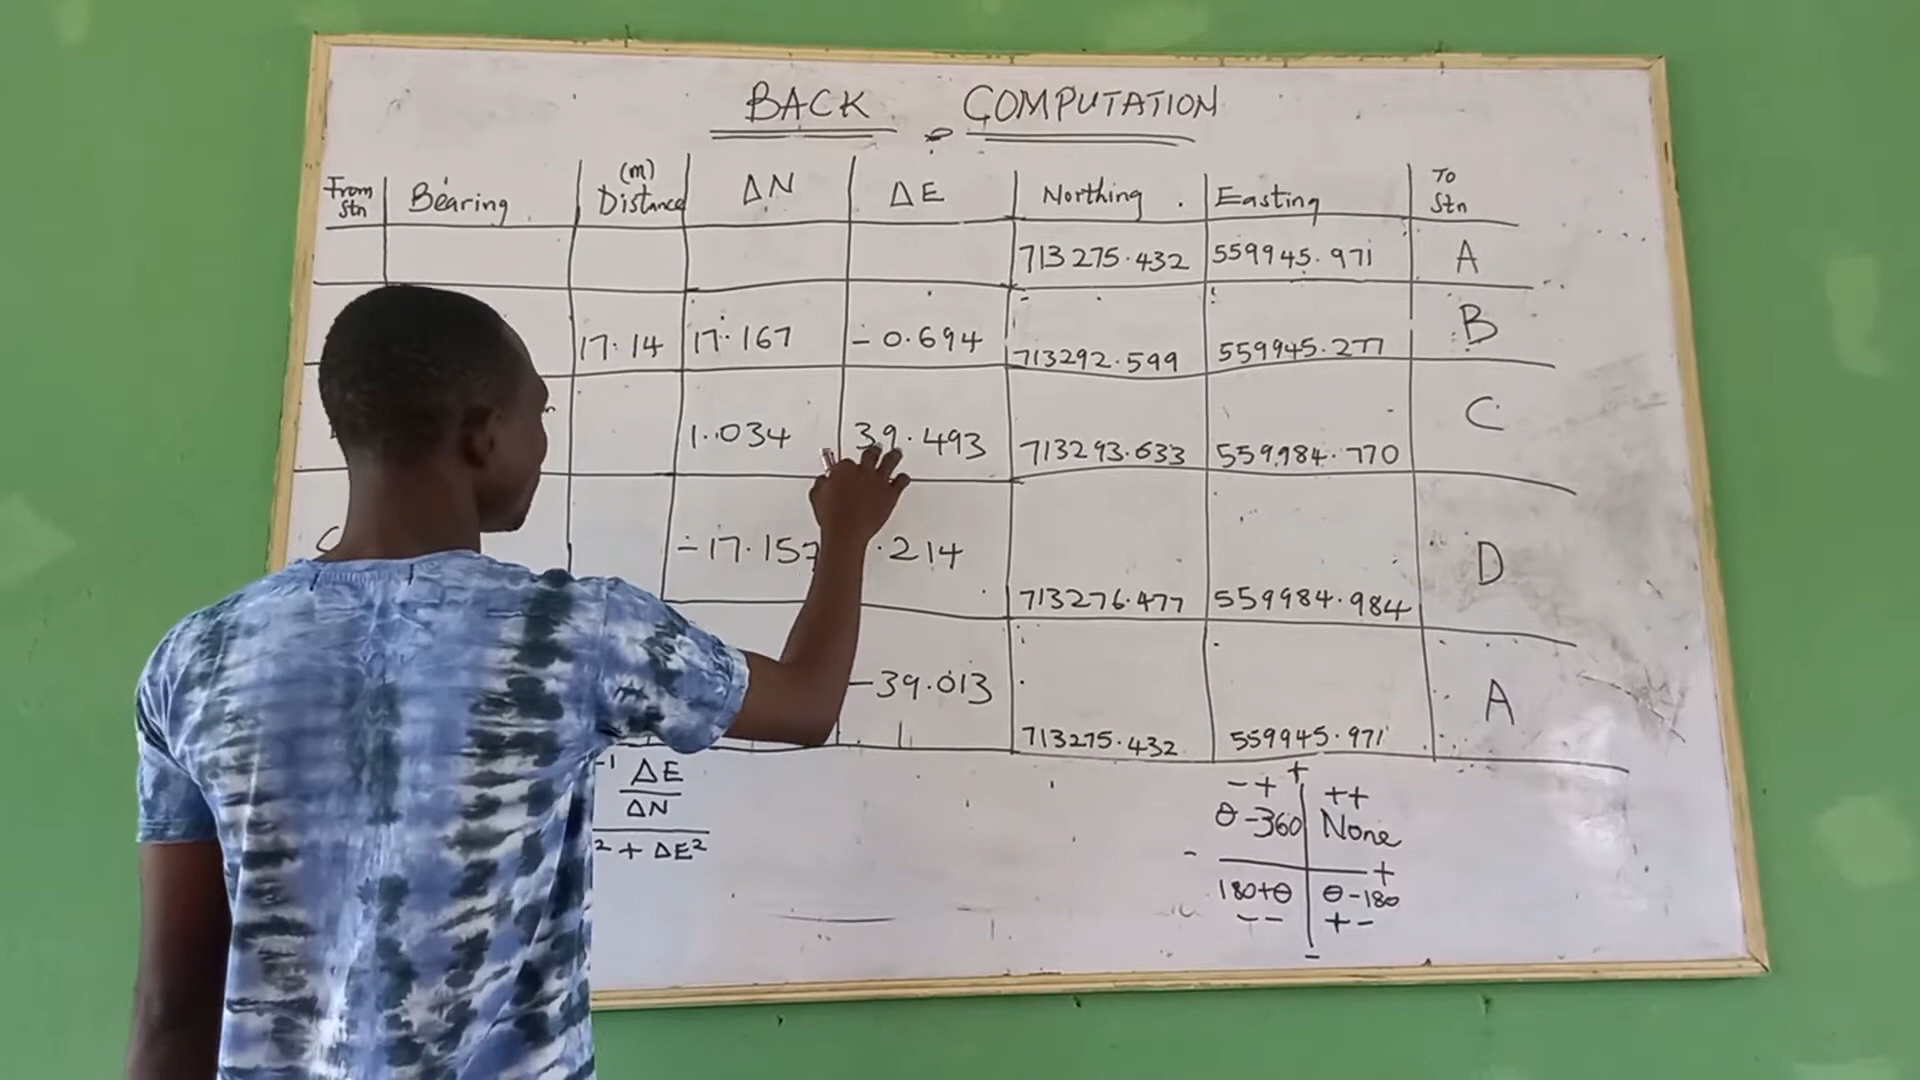 BACK COMPUTATION
From Stn Bearing (m) Distance ΔN ΔE Northing Easting To Stn
713275.432 559945.971 A
17.14 17.167 -0.694 713292.599 559945.277 B
1.034 39.493 713293.633 559984.770 C
-17.157 .214 713276.477 559984.984 D
-39.013 713275.432 559945.971 A
-1 ΔE
ΔN
2 + ΔE²
- + + ++
θ-360 None
- +
180+θ θ-180
-- +-
-